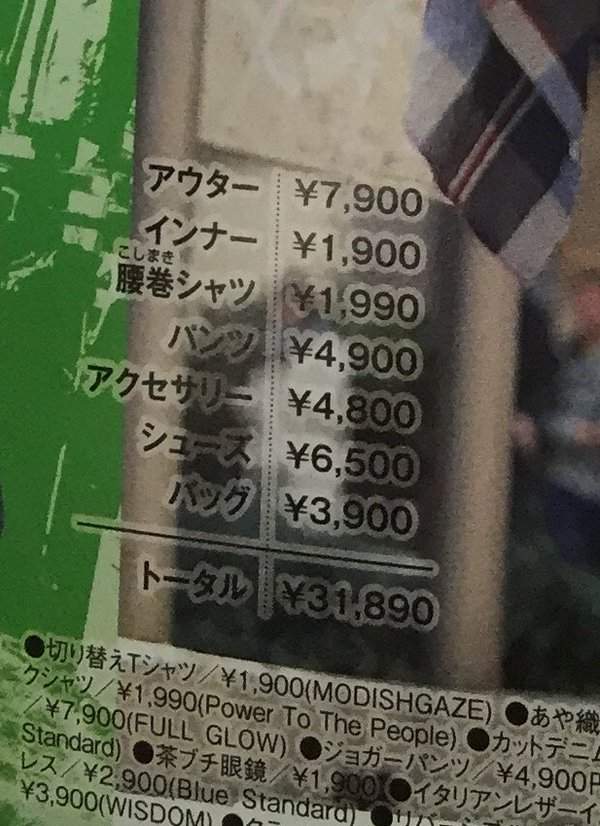 アウター ¥7,900
インナー ¥1,900
こしまき
腰巻シャツ ¥1,990
パンツ ¥4,900
アクセサリー ¥4,800
シューズ ¥6,500
バッグ ¥3,900
トータル ¥31,890
●切り替えTシャツ／¥1,900(MODISHGAZE) ●あや織
クシャツ／¥1,990(Power To The People) ●カットデニム
／¥7,900(FULL GLOW) ●ジョガーパンツ／¥4,900
Standard) ●茶ブチ眼鏡／¥1,900 ●イタリアンレザー
レス／¥2,900(Blue Standard)
¥3,900(WISDOM)